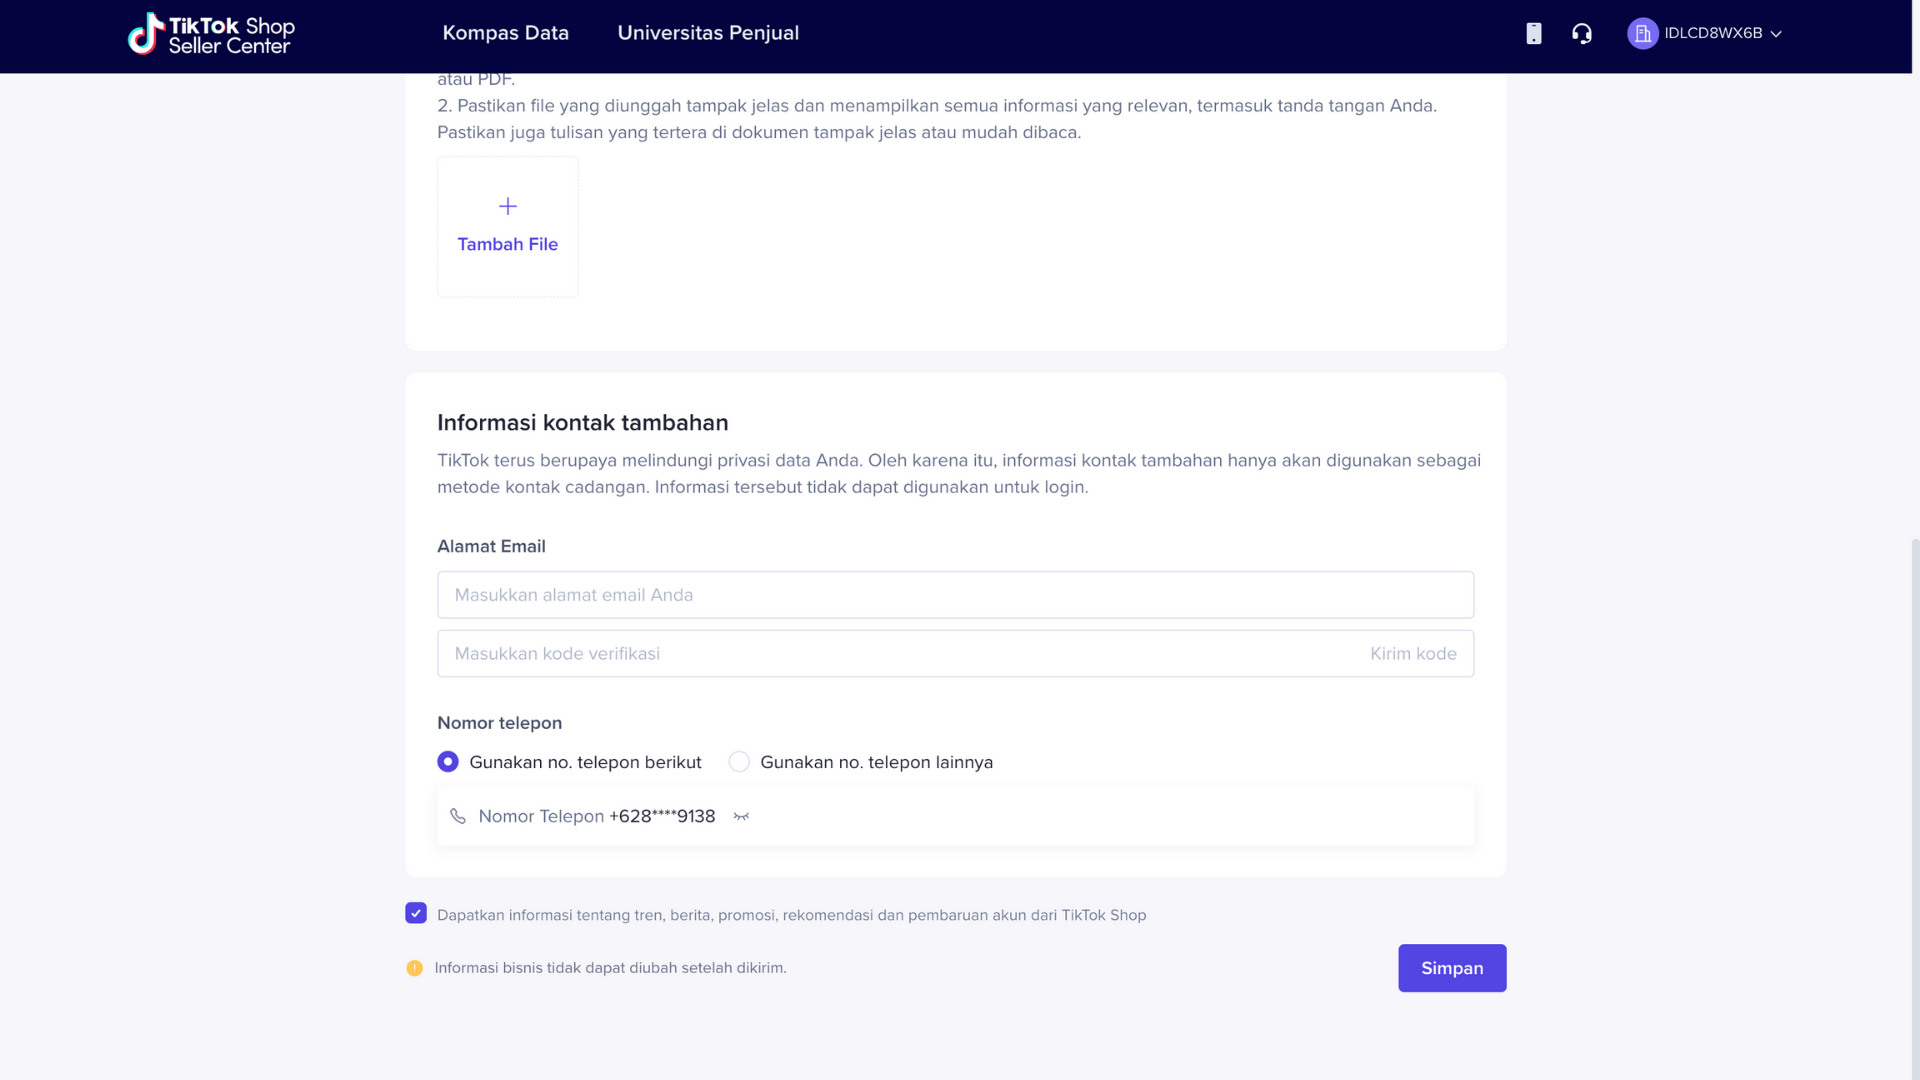 TikTok Shop
Seller Center
Kompas Data
Universitas Penjual
IDLCD8WX6B
atau PDF.
2. Pastikan file yang diunggah tampak jelas dan menampilkan semua informasi yang relevan, termasuk tanda tangan Anda.
Pastikan juga tulisan yang tertera di dokumen tampak jelas atau mudah dibaca.
Tambah File
Informasi kontak tambahan
TikTok terus berupaya melindungi privasi data Anda. Oleh karena itu, informasi kontak tambahan hanya akan digunakan sebagai
metode kontak cadangan. Informasi tersebut tidak dapat digunakan untuk login.
Alamat Email
Masukkan alamat email Anda
Masukkan kode verifikasi
Kirim kode
Nomor telepon
Gunakan no. telepon berikut
Gunakan no. telepon lainnya
Nomor Telepon +628****9138
Dapatkan informasi tentang tren, berita, promosi, rekomendasi dan pembaruan akun dari TikTok Shop
Informasi bisnis tidak dapat diubah setelah dikirim.
Simpan